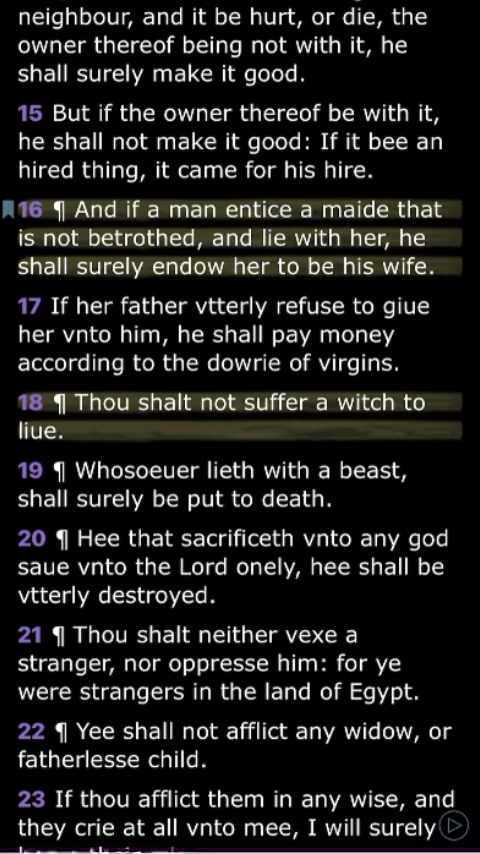 neighbour, and it be hurt, or die, the
owner thereof being not with it, he
shall surely make it good.
15 But if the owner thereof be with it,
he shall not make it good: If it bee an
hired thing, it came for his hire.
16 ¶ And if a man entice a maide that
is not betrothed, and lie with her, he
shall surely endow her to be his wife.
17 If her father vtterly refuse to giue
her vnto him, he shall pay money
according to the dowrie of virgins.
18 ¶ Thou shalt not suffer a witch to
liue.
19 ¶ Whosoeuer lieth with a beast,
shall surely be put to death.
20 ¶ Hee that sacrificeth vnto any god
saue vnto the Lord onely, hee shall be
vtterly destroyed.
21 ¶ Thou shalt neither vexe a
stranger, nor oppresse him: for ye
were strangers in the land of Egypt.
22 ¶ Yee shall not afflict any widow, or
fatherlesse child.
23 If thou afflict them in any wise, and
they crie at all vnto mee, I will surely